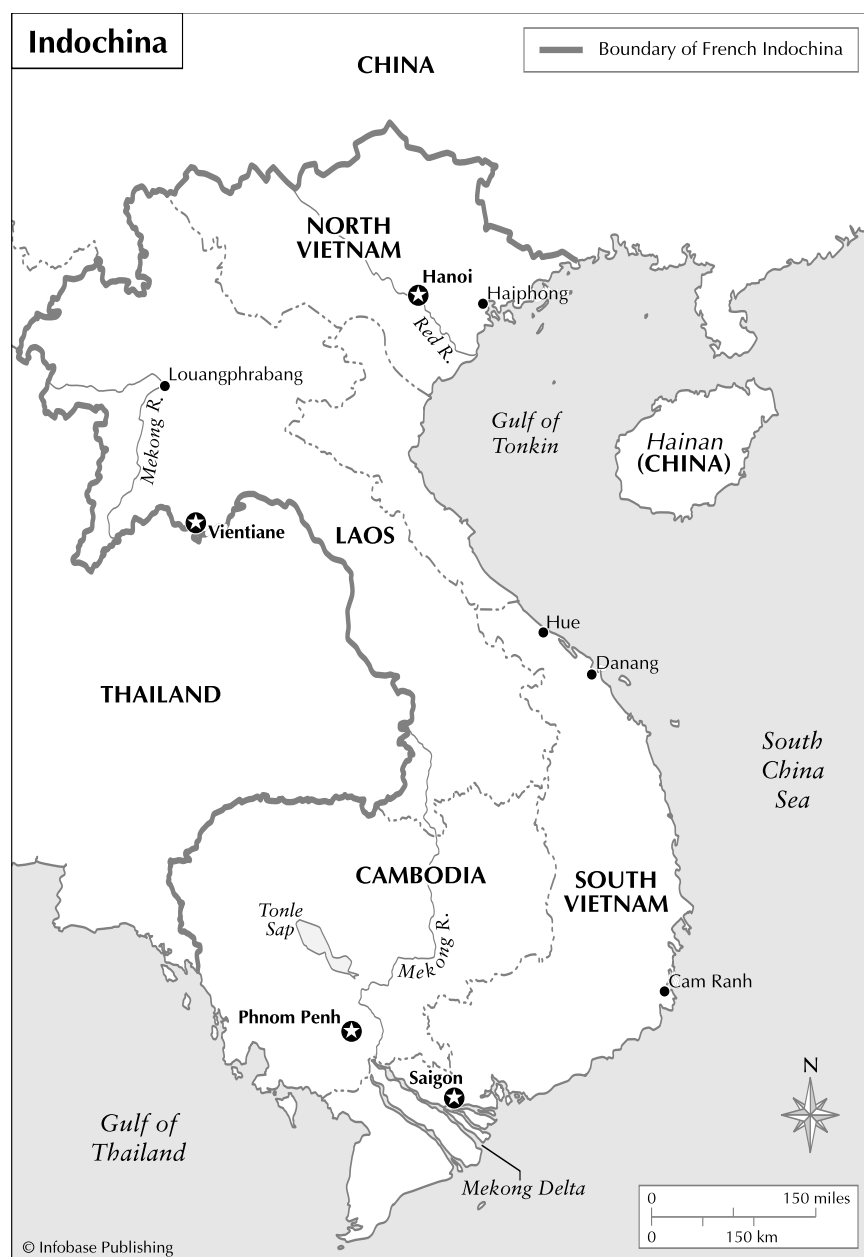 Indochina
Boundary of French Indochina
CHINA
NORTH
VIETNAM
Hanoi
Haiphong
Red R.
Louangphrabang
Mekong R.
Gulf of
Tonkin
Hainan
(CHINA)
Vientiane
LAOS
Hue
Danang
THAILAND
South
China
Sea
CAMBODIA
SOUTH
VIETNAM
Tonle
Sap
Mekong R.
Cam Ranh
Phnom Penh
Saigon
N
Gulf of
Thailand
Mekong Delta
0 150 miles
0 150 km
© Infobase Publishing